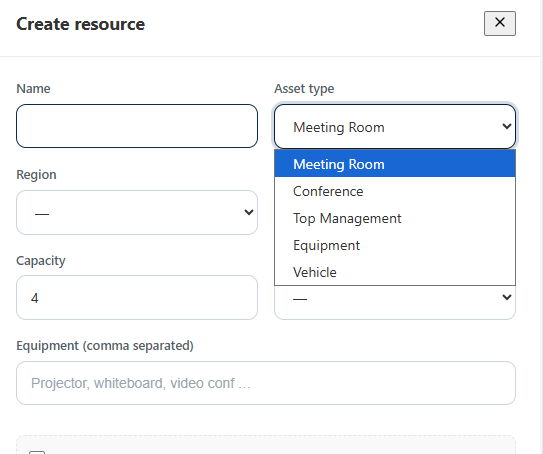 Create resource
Name
Asset type
Meeting Room
Meeting Room
Conference
Top Management
Equipment
Vehicle
Region
—
Capacity
4
—
Equipment (comma separated)
Projector, whiteboard, video conf ...